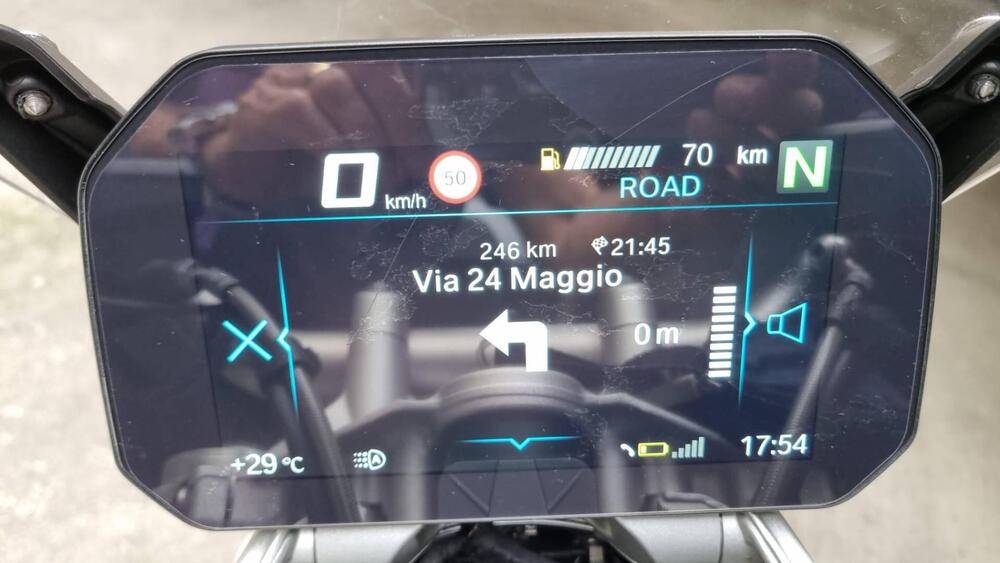 0 km/h 50 70 km N
ROAD
246 km 21:45
Via 24 Maggio
0 m
+29 °C A 17:54